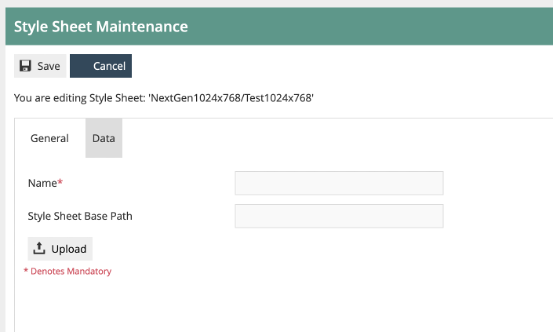 Style Sheet Maintenance
Save Cancel
You are editing Style Sheet: 'NextGen1024x768/Test1024x768'
General Data
Name*
Style Sheet Base Path
Upload
* Denotes Mandatory